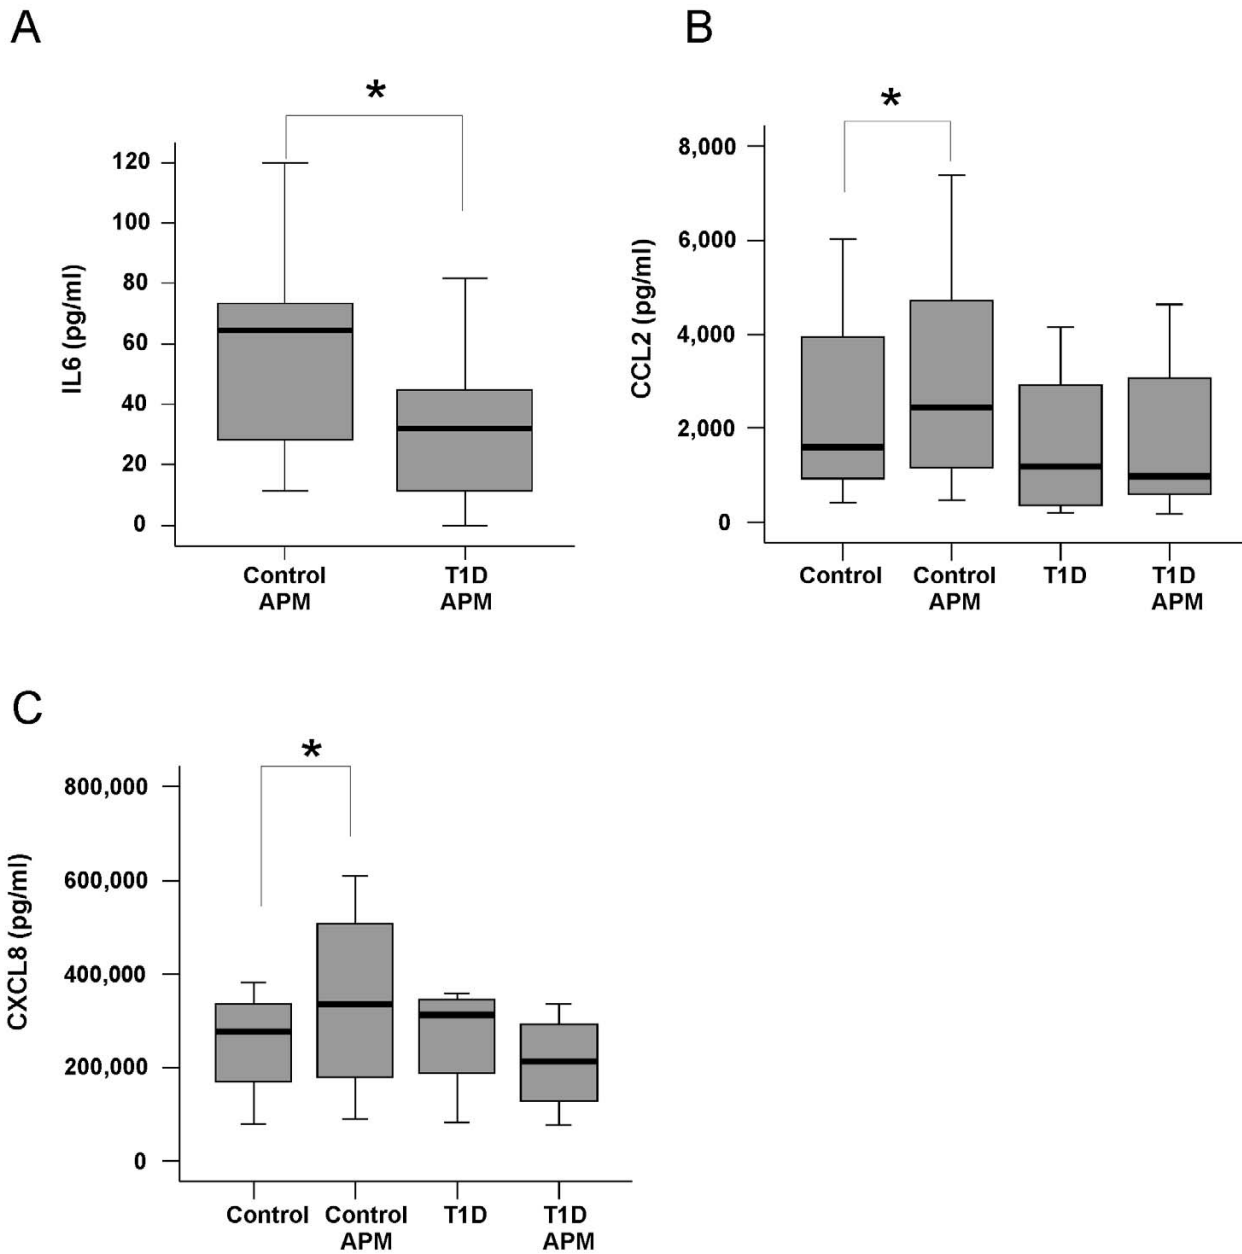 A
*
IL6 (pg/ml)
120
100
80
60
40
20
0
Control
APM
T1D
APM
B
*
CCL2 (pg/ml)
8,000
6,000
4,000
2,000
0
Control
Control
APM
T1D
T1D
APM
C
*
CXCL8 (pg/ml)
800,000
600,000
400,000
200,000
0
Control
Control
APM
T1D
T1D
APM